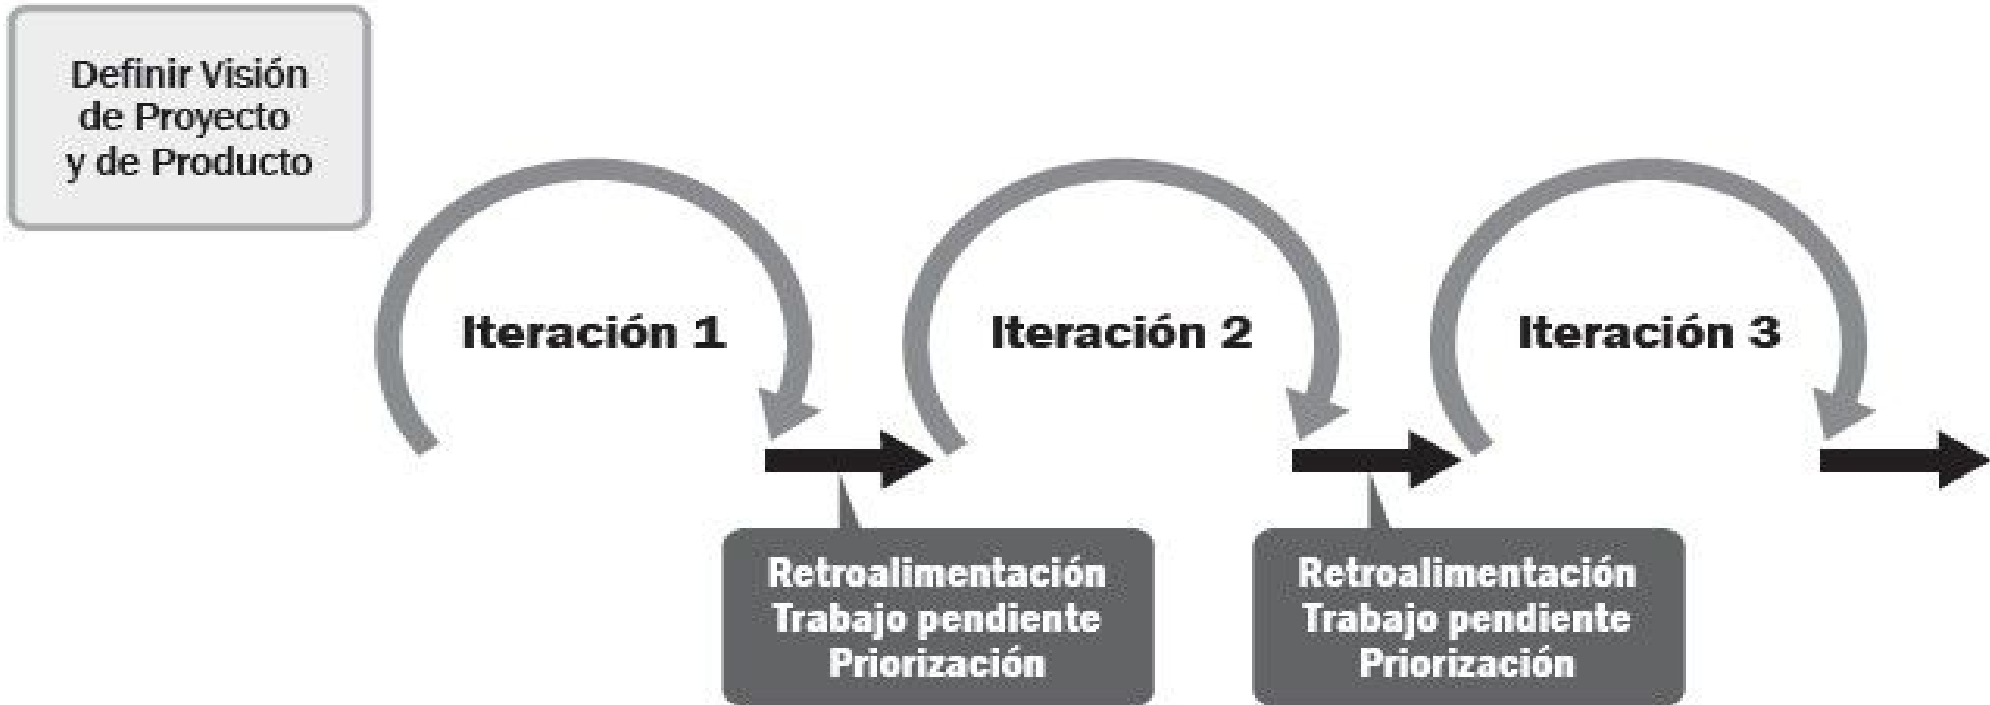 Definir Visión
de Proyecto
y de Producto
Iteración 1
Iteración 2
Iteración 3
Retroalimentación
Trabajo pendiente
Priorización
Retroalimentación
Trabajo pendiente
Priorización